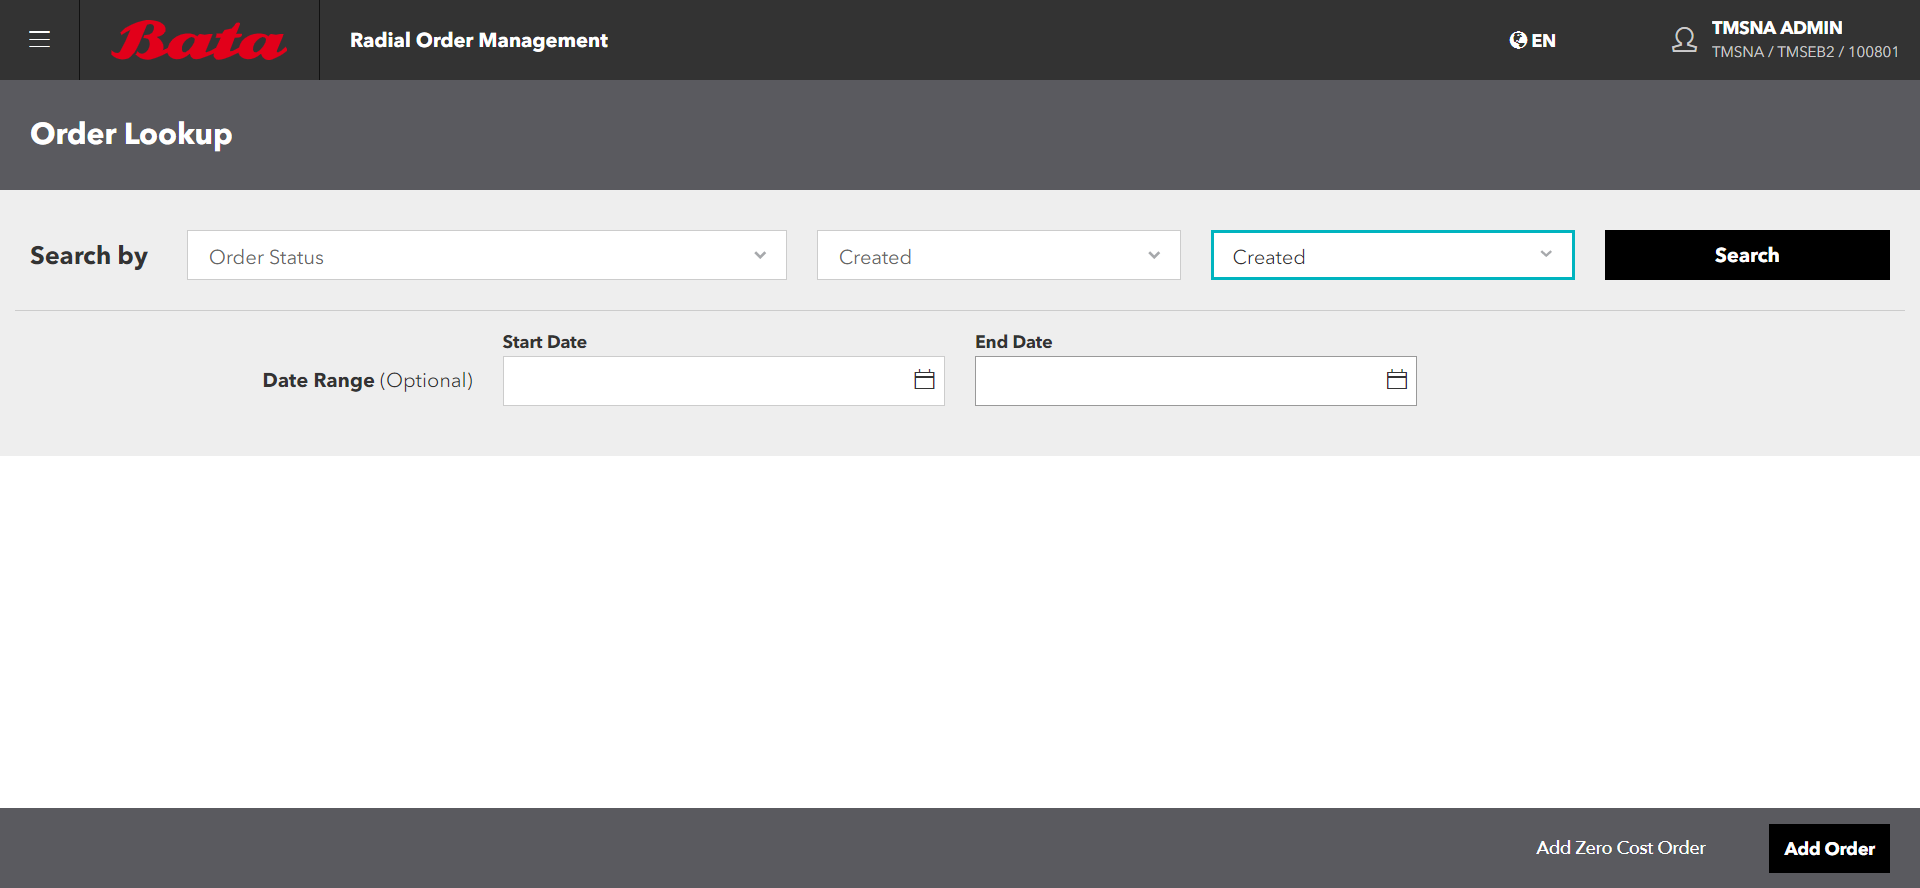 Bata
Radial Order Management
EN
TMSNA ADMIN
TMSNA / TMSEB2 / 100801
Order Lookup
Search by
Order Status
Created
Created
Search
Start Date
End Date
Date Range (Optional)
Add Zero Cost Order
Add Order